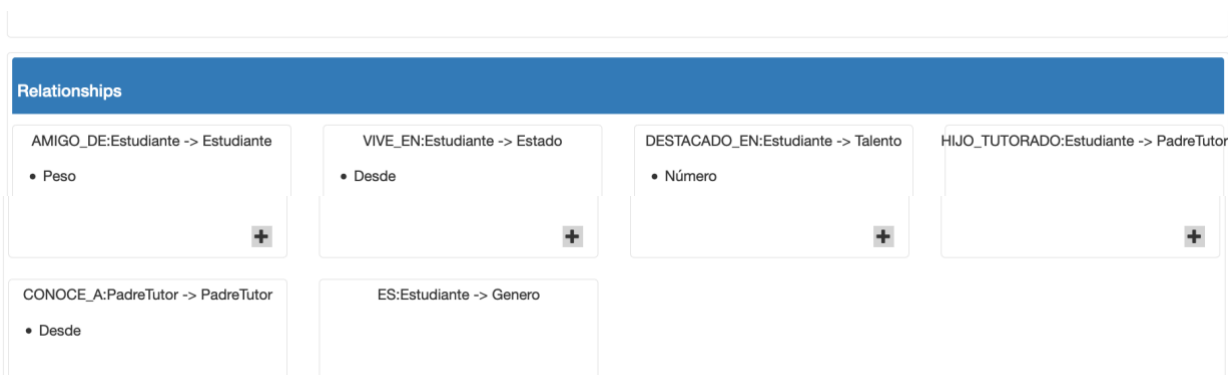 Relationships
AMIGO_DE:Estudiante -> Estudiante
• Peso
VIVE_EN:Estudiante -> Estado
• Desde
DESTACADO_EN:Estudiante -> Talento
• Número
HIJO_TUTORADO:Estudiante -> PadreTutor
CONOCE_A:PadreTutor -> PadreTutor
• Desde
ES:Estudiante -> Genero